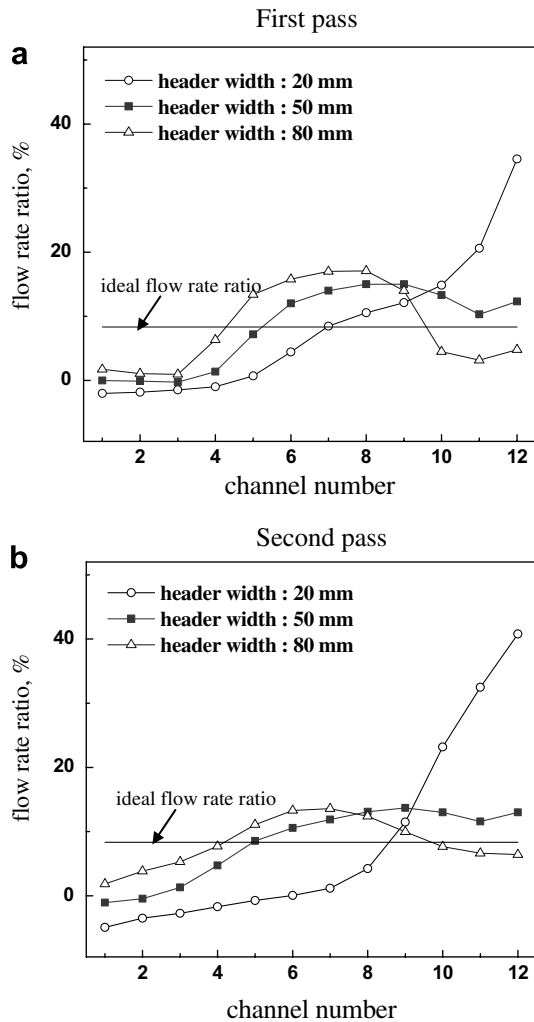 First pass
a
header width : 20 mm
header width : 50 mm
header width : 80 mm
40
20
0
flow rate ratio, %
ideal flow rate ratio
2 4 6 8 10 12
channel number
Second pass
b
header width : 20 mm
header width : 50 mm
header width : 80 mm
40
20
0
flow rate ratio, %
ideal flow rate ratio
2 4 6 8 10 12
channel number